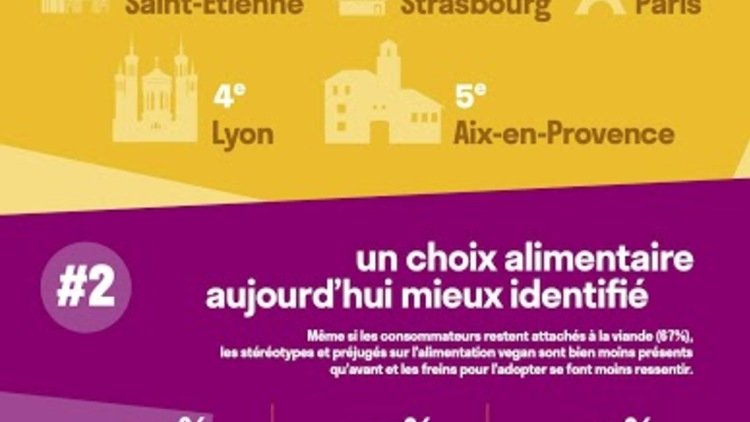 Saint-Étienne
Strasbourg
Paris
4e
Lyon
5e
Aix-en-Provence
#2
un choix alimentaire
aujourd'hui mieux identifié
Même si les consommateurs restent attachés à la viande (67%),
les stéréotypes et préjugés sur l'alimentation vegan sont bien moins présents
qu'avant et les freins pour l'adopter se font moins ressentir.
% % %